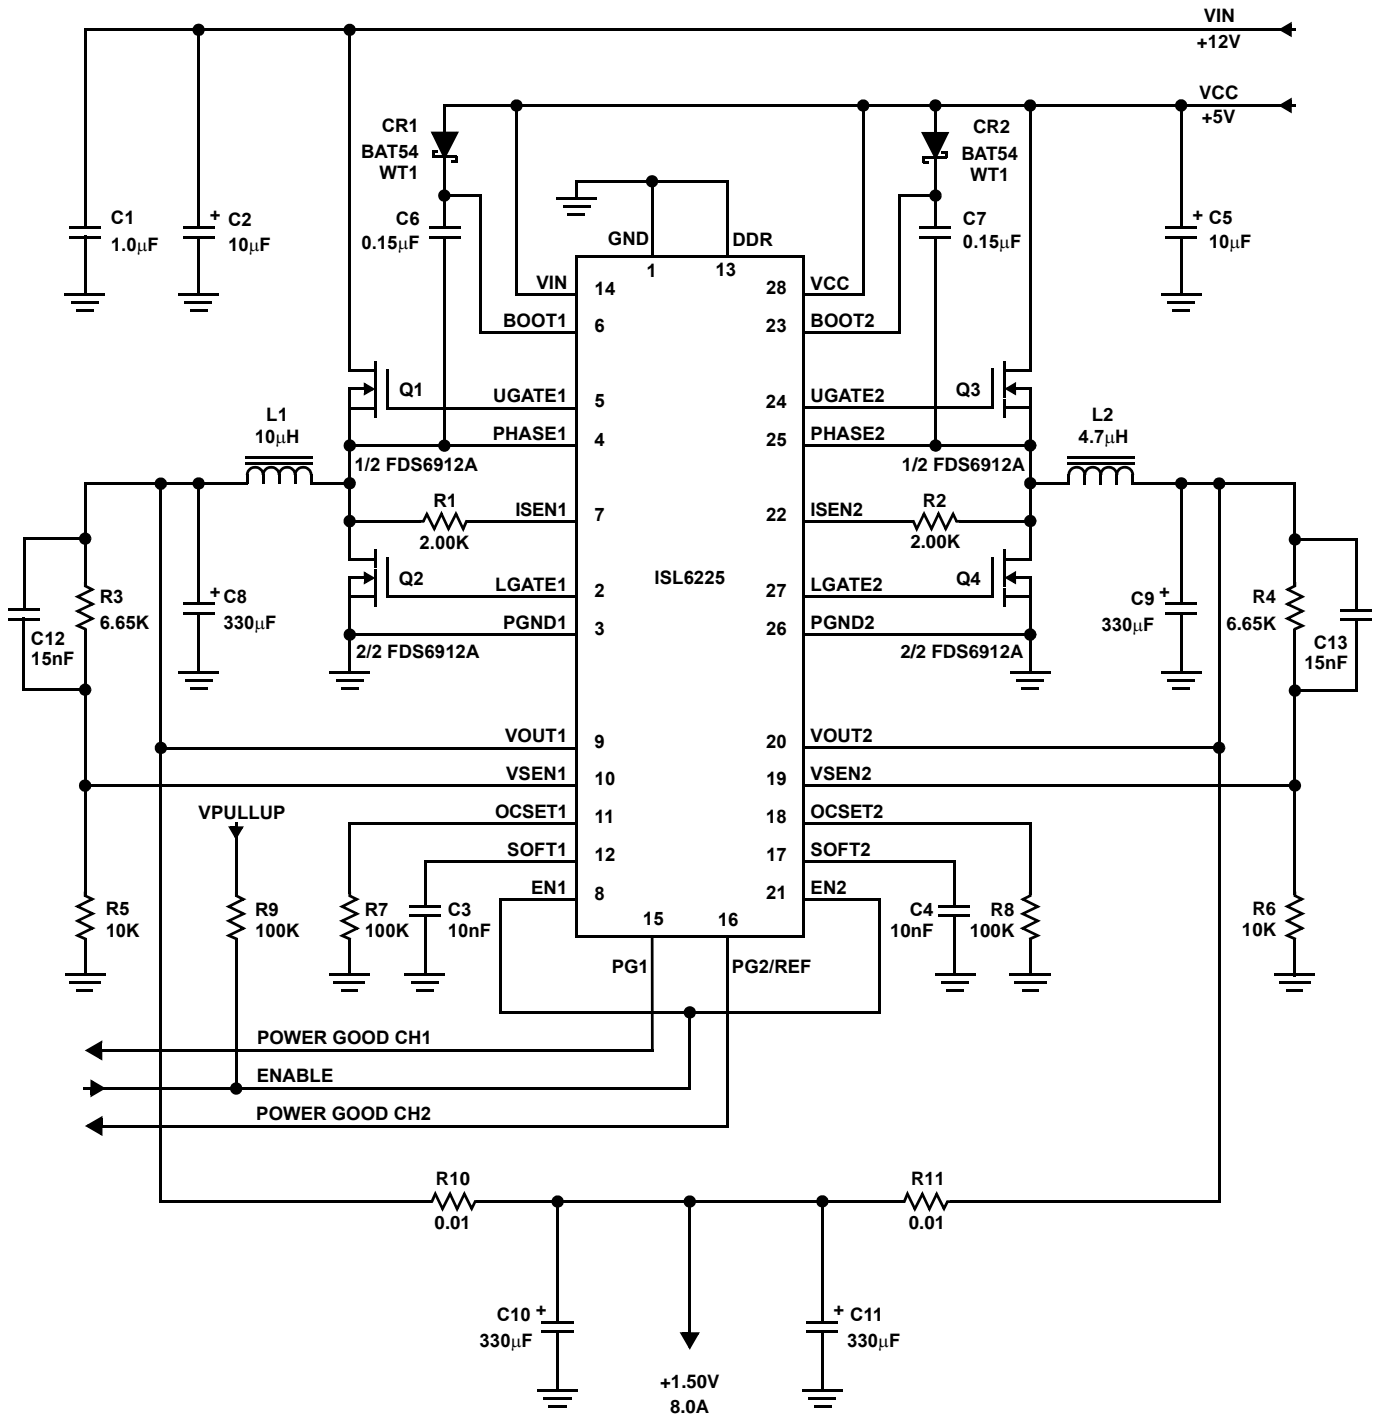 VIN
+12V
VCC
+5V
CR1
BAT54
WT1
CR2
BAT54
WT1
C1
1.0µF
+ C2
10µF
C6
0.15µF
GND
DDR
C7
0.15µF
+ C5
10µF
1
13
VIN
14
28
VCC
BOOT1
6
23
BOOT2
Q1
UGATE1
5
24
UGATE2
Q3
L1
10µH
PHASE1
4
25
PHASE2
L2
4.7µH
1/2 FDS6912A
1/2 FDS6912A
R1
2.00K
ISEN1
7
22
ISEN2
R2
2.00K
ISL6225
Q2
LGATE1
2
27
LGATE2
Q4
R3
6.65K
+ C8
330µF
C9 +
330µF
R4
6.65K
PGND1
3
26
PGND2
C12
15nF
C13
15nF
2/2 FDS6912A
2/2 FDS6912A
VOUT1
9
20
VOUT2
VSEN1
10
19
VSEN2
VPULLUP
OCSET1
11
18
OCSET2
SOFT1
12
17
SOFT2
EN1
8
21
EN2
R5
10K
R9
100K
R7
100K
C3
10nF
15
16
C4
10nF
R8
100K
R6
10K
PG1
PG2/REF
POWER GOOD CH1
ENABLE
POWER GOOD CH2
R10
0.01
R11
0.01
C10 +
330µF
+ C11
330µF
+1.50V
8.0A